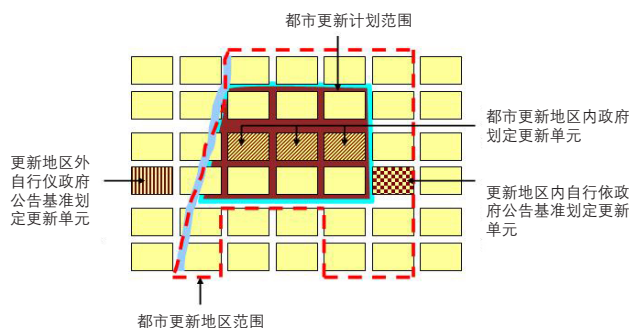 都市更新计划范围
都市更新地区内政府
划定更新单元
更新地区外
自行仪政府
公告基准划
定更新单元
更新地区内自行依政
府公告基准划定更新
单元
都市更新地区范围